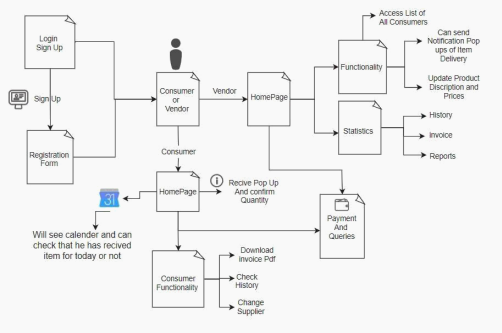 Login
Sign Up
Sign Up
Registration
Form
Consumer
or
Vendor
Vendor
HomePage
Functionality
Access List of
All Consumers
Can send
Notification Pop
ups of Item
Delivery
Update Product
Discription and
Prices
Statistics
History
Invoice
Reports
Consumer
HomePage
Recive Pop Up
And confirm
Quantity
31
Will see calender and can
check that he has recived
item for today or not
Payment
And
Queries
Consumer
Functionality
Download
invoice Pdf
Check
History
Change
Supplier